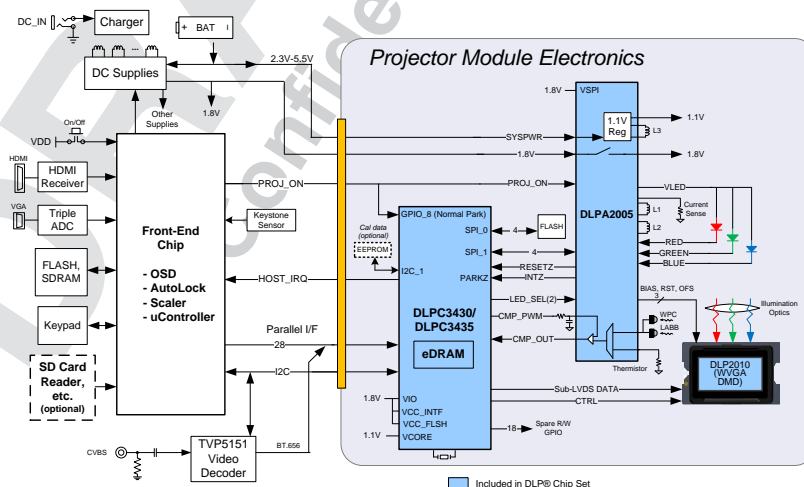 DC_IN
Charger
+ BAT
DC Supplies
2.3V-5.5V
Projector Module Electronics
1.8V
VSPI
1.1V
Reg
1.1V
L3
On/Off
Other
Supplies
1.8V
VDD
SYSPWR
1.8V
1.8V
HDMI
HDMI
Receiver
VGA
Triple
ADC
PROJ_ON
PROJ_ON
VLED
Keystone
Sensor
GPIO_8 (Normal Park)
DLPA2005
L1
Current
Sense
Cal data
(optional)
EEPROM
SPI_0
4
FLASH
L2
Front-End
Chip
- OSD
- AutoLock
- Scaler
- uController
RED
GREEN
BLUE
FLASH,
SDRAM
SPI_1
4
I2C_1
RESETZ
PARKZ
INTZ
HOST_IRQ
LED_SEL(2)
BIAS, RST, OFS
3
Illumination
Optics
Keypad
DLPC3430/
DLPC3435
eDRAM
CMP_PWM
CMP_OUT
WPC
LABB
Parallel I/F
28
I2C
SD Card
Reader,
etc.
(optional)
Thermistor
DLP2010
(WVGA
DMD)
Sub-LVDS DATA
CTRL
1.8V
VIO
VCC_INTF
VCC_FLSH
1.1V
VCORE
18
Spare R/W
GPIO
CVBS
TVP5151
Video
Decoder
BT.656
Included in DLP® Chip Set